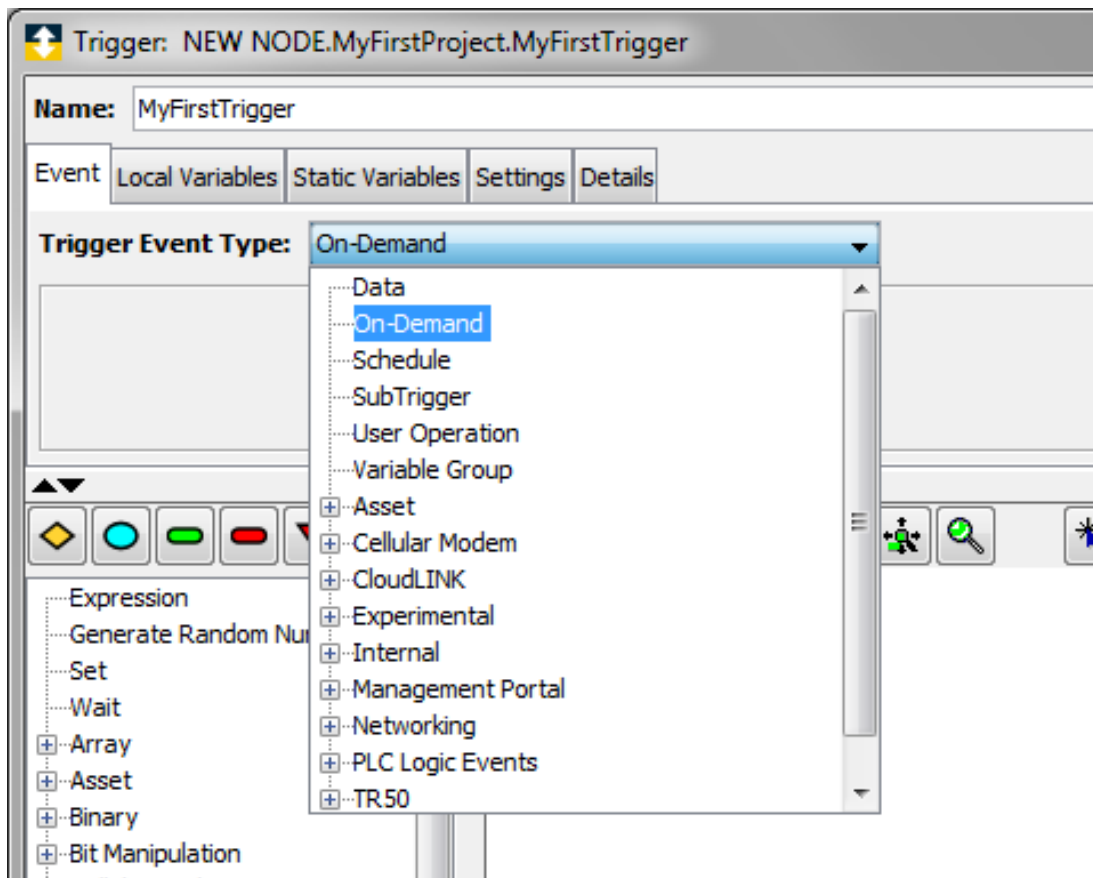 Trigger: NEW NODE.MyFirstProject.MyFirstTrigger
Name: MyFirstTrigger
Event Local Variables Static Variables Settings Details
Trigger Event Type: On-Demand
Data
On-Demand
Schedule
SubTrigger
User Operation
Variable Group
Asset
Cellular Modem
CloudLINK
Experimental
Internal
Management Portal
Networking
PLC Logic Events
TR50
Expression
Generate Random
Set
Wait
Array
Asset
Binary
Bit Manipulation